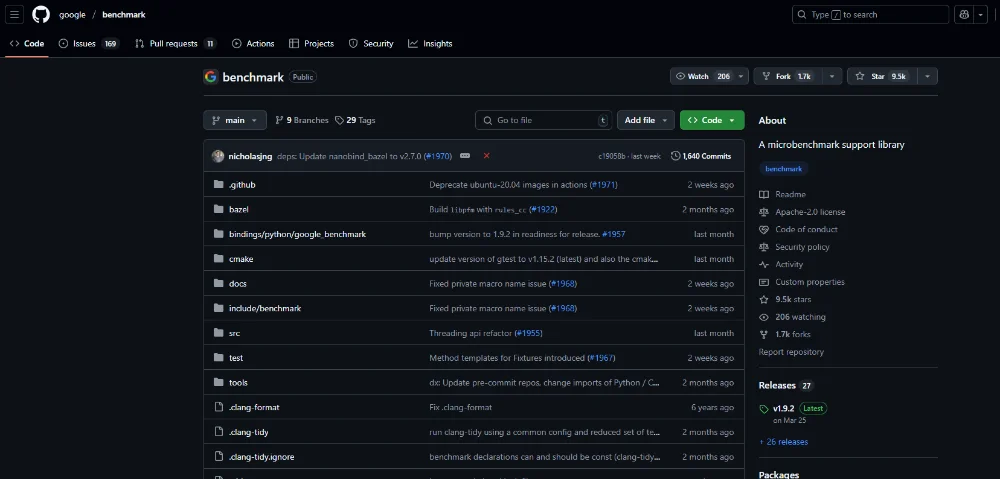 google / benchmark
Type / to search
Code Issues 169 Pull requests 11 Actions Projects Security Insights
benchmark Public
Watch 206 Fork 1.7k Star 9.5k
main 9 Branches 29 Tags Go to file t Add file Code
nicholasjng deps: Update nanobind_bazel to v2.7.0 (#1970) c19058b · last week 1,640 Commits
.github Deprecate ubuntu-20.04 images in actions (#1971) 2 weeks ago
bazel Build libpfm with rules_cc (#1922) 2 months ago
bindings/python/google_benchmark bump version to 1.9.2 in readiness for release. #1957 last month
cmake update version of gtest to v1.15.2 (latest) and also the cmak… last month
docs Fixed private macro name issue (#1968) 2 weeks ago
include/benchmark Fixed private macro name issue (#1968) 2 weeks ago
src Threading api refactor (#1955) last month
test Method templates for Fixtures introduced (#1967) 2 weeks ago
tools dx: Update pre-commit repos, change imports of Python / C… 2 months ago
.clang-format Fix .clang-format 6 years ago
.clang-tidy run clang-tidy using a common config and reduced set of te… 2 months ago
.clang-tidy.ignore benchmark declarations can and should be const (clang-tidy… 2 months ago
About
A microbenchmark support library
benchmark
Readme
Apache-2.0 license
Code of conduct
Security policy
Activity
Custom properties
9.5k stars
206 watching
1.7k forks
Report repository
Releases 27
v1.9.2 Latest
on Mar 25
+ 26 releases
Packages